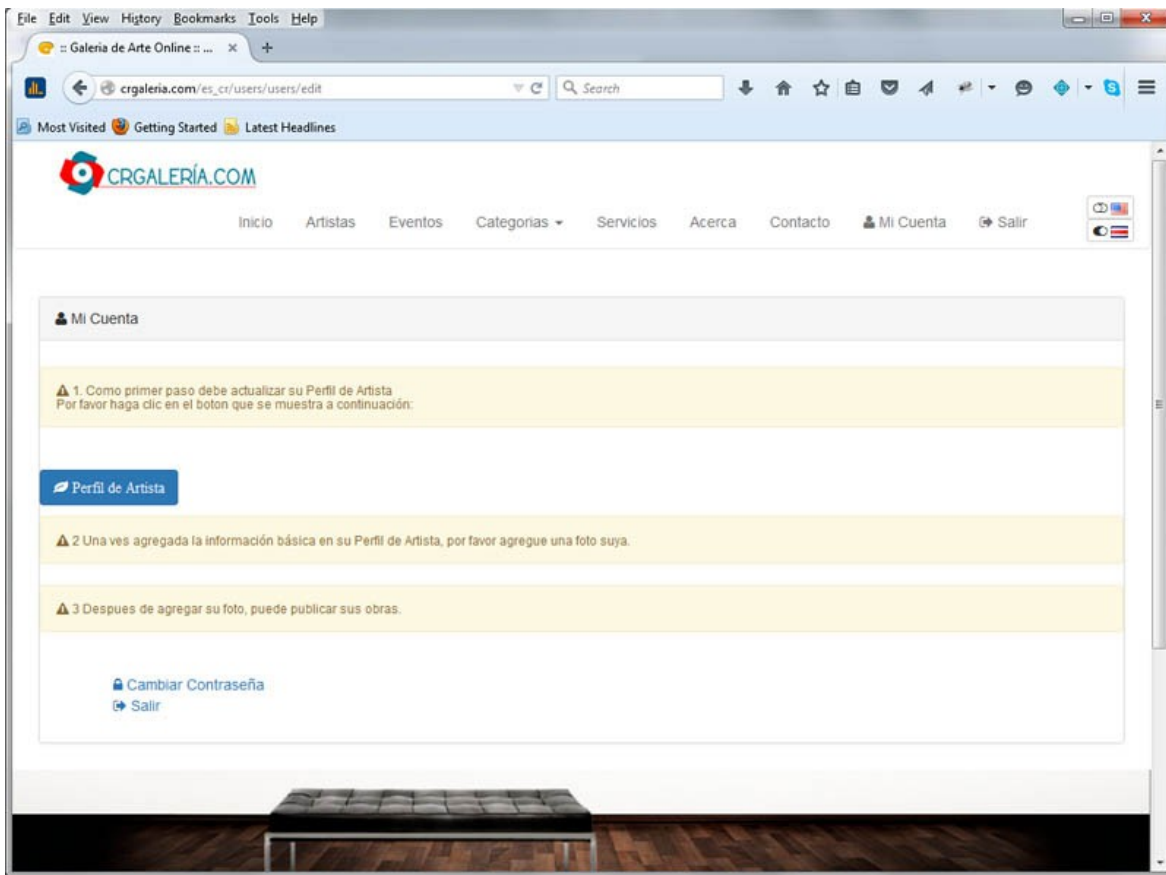 File Edit View History Bookmarks Tools Help
:: Galeria de Arte Online :: ...
crgaleria.com/es_cr/users/users/edit Search
Most Visited Getting Started Latest Headlines
CRGALERÍA.COM
Inicio Artistas Eventos Categorias Servicios Acerca Contacto Mi Cuenta Salir
Mi Cuenta
1. Como primer paso debe actualizar su Perfil de Artista
Por favor haga clic en el boton que se muestra a continuación:
Perfil de Artista
2 Una ves agregada la información básica en su Perfil de Artista, por favor agregue una foto suya.
3 Despues de agregar su foto, puede publicar sus obras.
Cambiar Contraseña
Salir